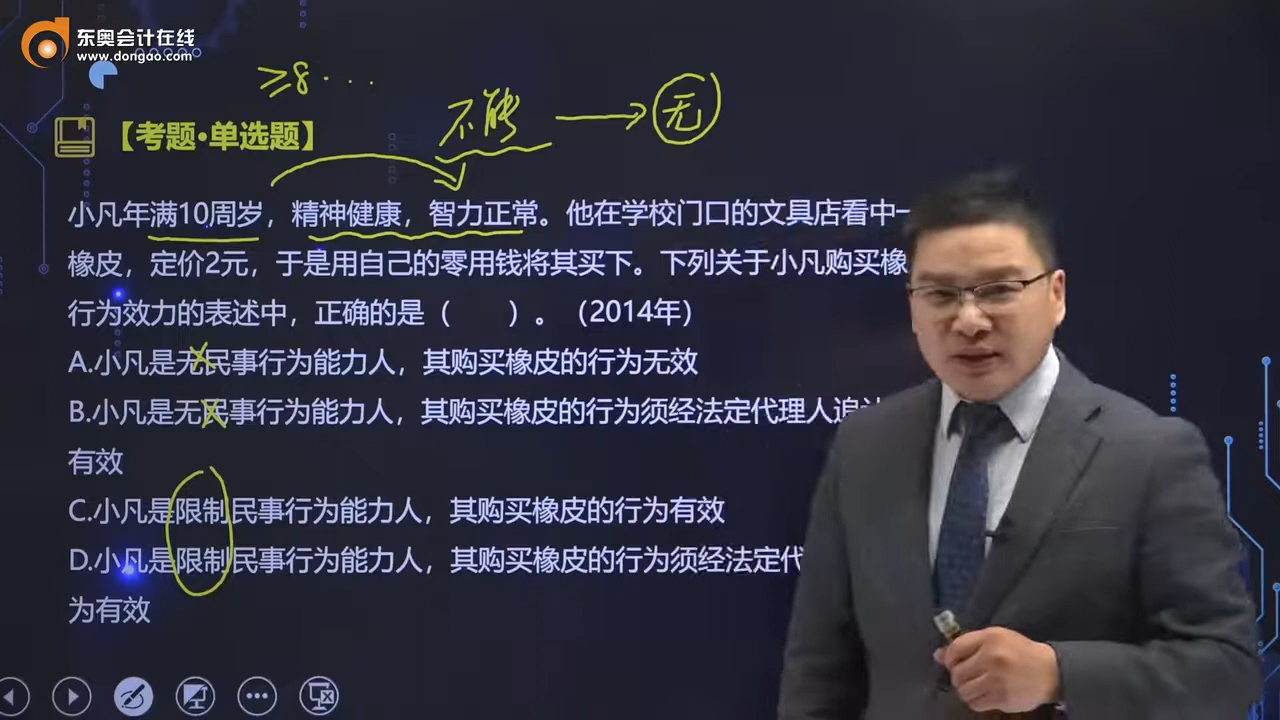 东奥会计在线
www.dongao.com
≥8...
不能 → 无
【考题·单选题】
小凡年满10周岁，精神健康，智力正常。他在学校门口的文具店看中一
橡皮，定价2元，于是用自己的零用钱将其买下。下列关于小凡购买橡
行为效力的表述中，正确的是（　　）。（2014年）
A.小凡是无民事行为能力人，其购买橡皮的行为无效
B.小凡是无民事行为能力人，其购买橡皮的行为须经法定代理人追
有效
C.小凡是限制民事行为能力人，其购买橡皮的行为有效
D.小凡是限制民事行为能力人，其购买橡皮的行为须经法定代
为有效